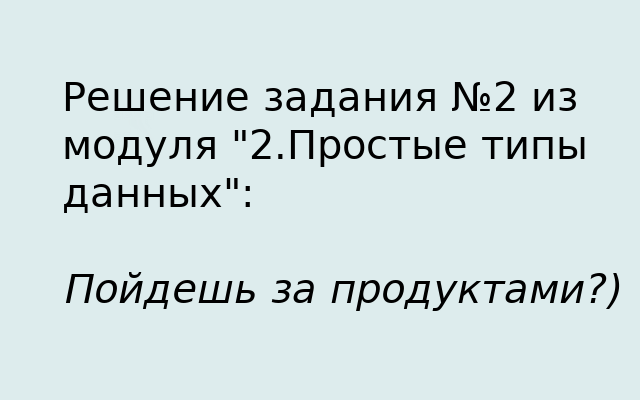 Решение задания №2 из
модуля "2.Простые типы
данных":
Пойдешь за продуктами?)